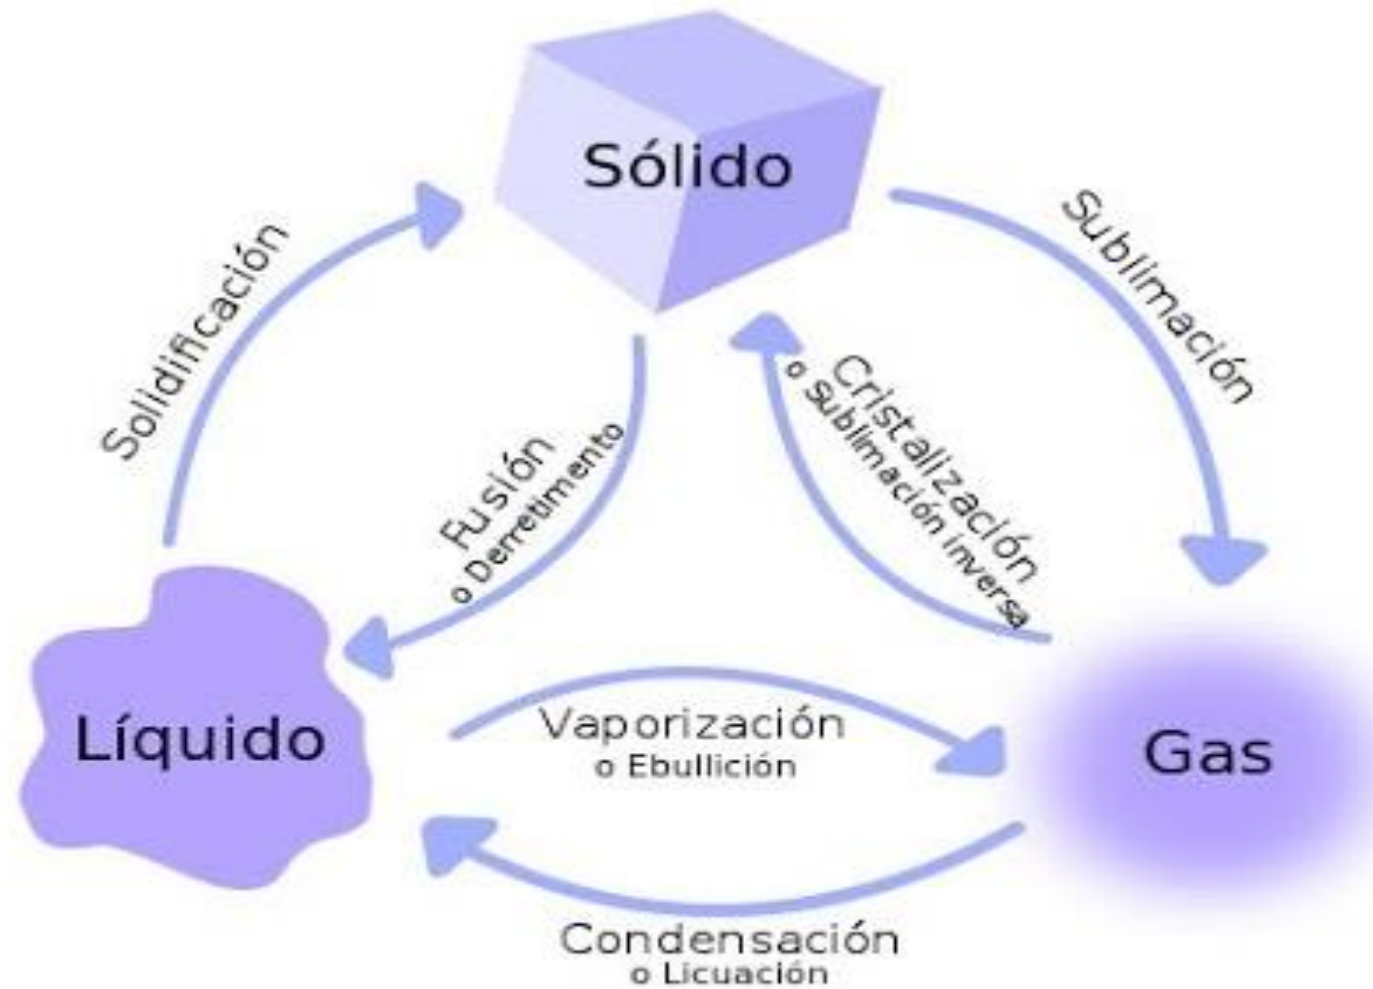 Sólido
Sublimación
Solidificación
Cristalización
o Sublimación inversa
Fusión
o Derretimento
Líquido
Vaporización
o Ebullición
Gas
Condensación
o Licuación